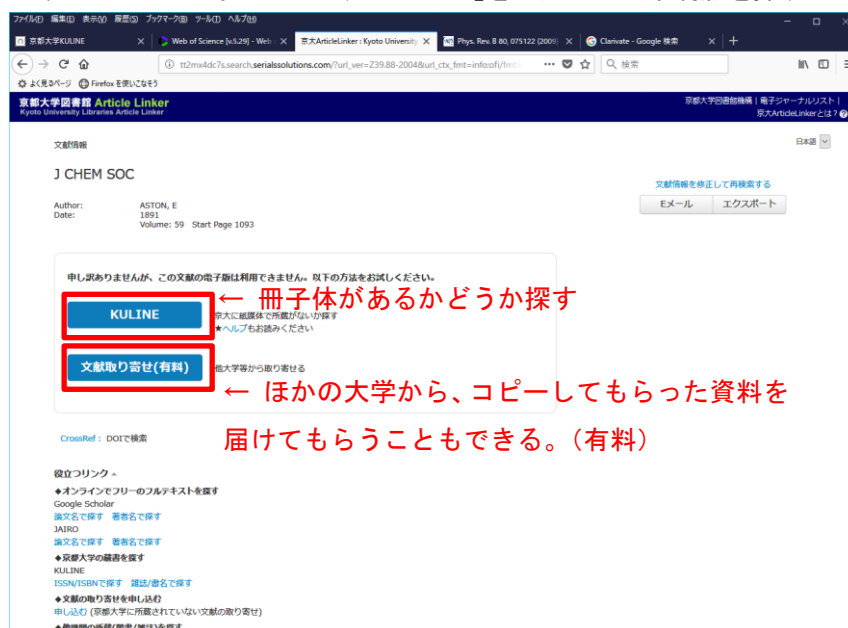 ファイル(F) 編集(E) 表示(V) 履歴(S) ブックマーク(B) ツール(T) ヘルプ(H)
京都大学KULINE
Web of Science [v.5.29] - Web
京大ArticleLinker : Kyoto University
Phys. Rev. B 80, 075122 (2009)
Clarivate - Google 検索
tt2mx4dc7s.search.serialssolutions.com/?url_ver=Z39.88-2004&url_ctx_fmt=infoofi/fmt
検索
よく見るページ Firefox を使いこなそう
京都大学図書館 Article Linker
Kyoto University Libraries Article Linker
京都大学図書館機構 | 電子ジャーナルリスト |
京大ArticleLinkerとは?
文献情報
日本語
J CHEM SOC
文献情報を修正して再検索する
Eメール エクスポート
Author: ASTON, E
Date: 1891
Volume: 59 Start Page 1093
申し訳ありませんが、この文献の電子版は利用できません。以下の方法をお試しください。
← 冊子体があるかどうか探す
KULINE
京大に紙媒体で所蔵がないか探す
★ヘルプもお読みください
文献取り寄せ(有料)
他大学等から取り寄せる
← ほかの大学から、コピーしてもらった資料を
届けてもらうこともできる。(有料)
CrossRef : DOIで検索
役立つリンク
◆オンラインでフリーのフルテキストを探す
Google Scholar
論文名で探す 著者名で探す
JAIRO
論文名で探す 著者名で探す
◆京都大学の蔵書を探す
KULINE
ISSN/ISBNで探す 雑誌/書名で探す
◆文献の取り寄せを申し込む
申し込む (京都大学に所蔵されていない文献の取り寄せ)